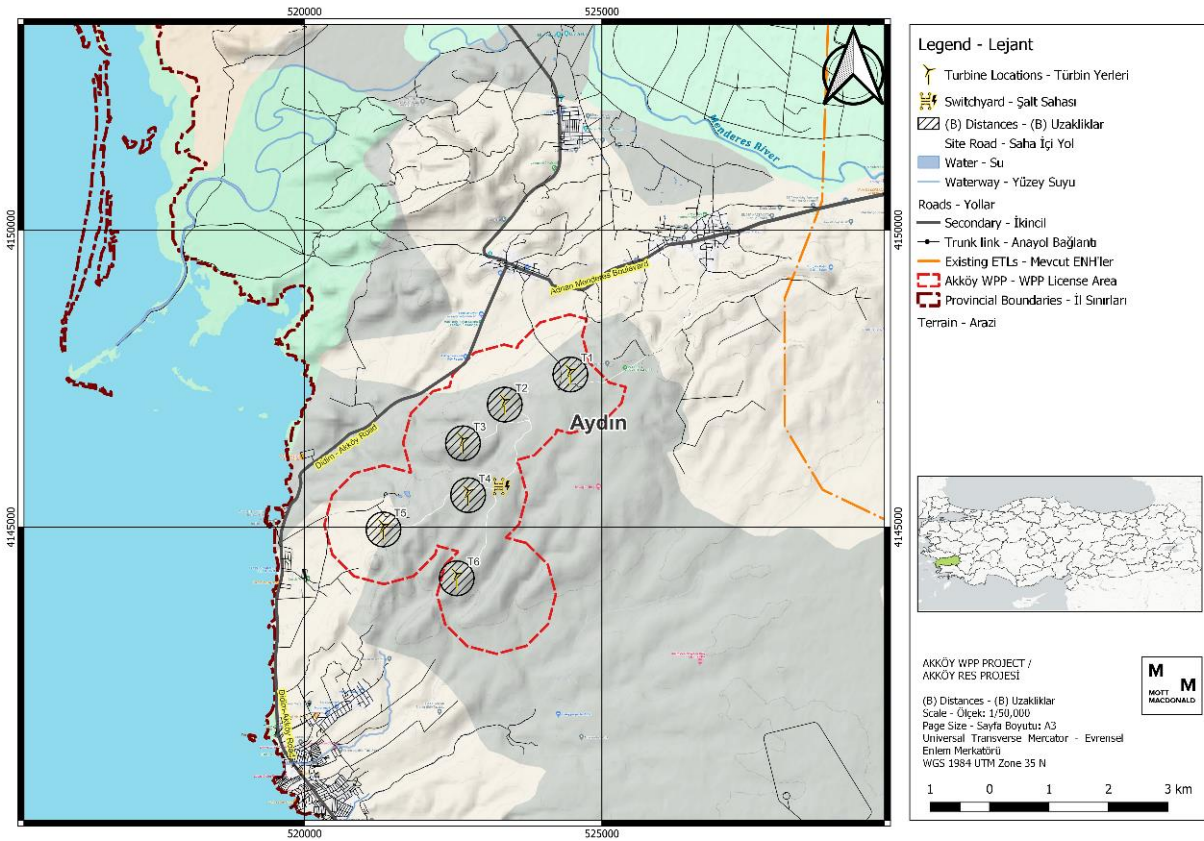 520000
525000
4150000
4145000
4150000
4145000
520000
525000
Menderes River
Adnan Menderes Boulevard
Didim - Akköy Road
Didim-Akköy Road
T1
T2
T3
T4
T5
T6
Aydın
Legend - Lejant
Turbine Locations - Türbin Yerleri
Switchyard - Şalt Sahası
(B) Distances - (B) Uzaklıklar
Site Road - Saha İçi Yol
Water - Su
Waterway - Yüzey Suyu
Roads - Yollar
Secondary - İkincil
Trunk link - Anayol Bağlantı
Existing ETLs - Mevcut ENH'ler
Akköy WPP - WPP License Area
Provincial Boundaries - İl Sınırları
Terrain - Arazi
AKKÖY WPP PROJECT /
AKKÖY RES PROJESİ
M M
MOTT
MACDONALD
(B) Distances - (B) Uzaklıklar
Scale - Ölçek: 1/50,000
Page Size - Sayfa Boyutu: A3
Universal Transverse Mercator - Evrensel
Enlem Merkatörü
WGS 1984 UTM Zone 35 N
1 0 1 2 3 km